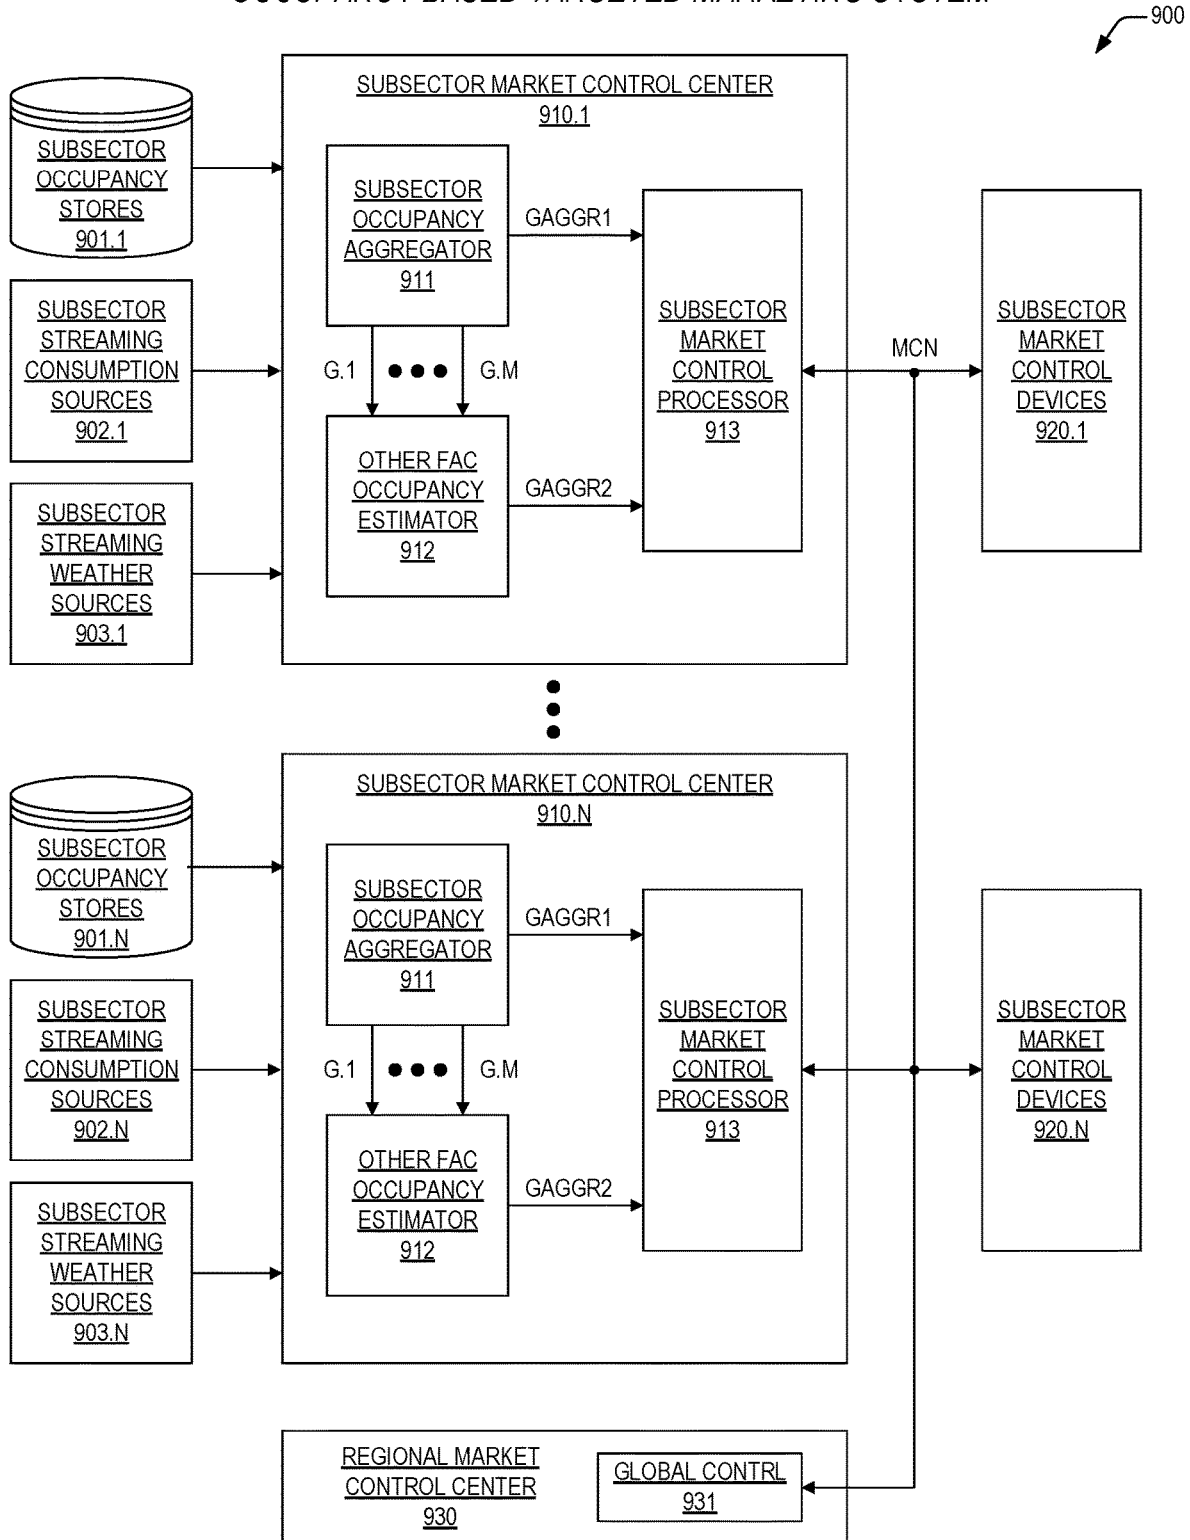 OCCUPANCY BASED TARGETED MARKETING SYSTEM
900
SUBSECTOR
OCCUPANCY
STORES
901.1
SUBSECTOR
STREAMING
CONSUMPTION
SOURCES
902.1
SUBSECTOR
STREAMING
WEATHER
SOURCES
903.1
SUBSECTOR MARKET CONTROL CENTER
910.1
SUBSECTOR
OCCUPANCY
AGGREGATOR
911
GAGGR1
G.1
G.M
OTHER FAC
OCCUPANCY
ESTIMATOR
912
GAGGR2
SUBSECTOR
MARKET
CONTROL
PROCESSOR
913
MCN
SUBSECTOR
MARKET
CONTROL
DEVICES
920.1
SUBSECTOR
OCCUPANCY
STORES
901.N
SUBSECTOR
STREAMING
CONSUMPTION
SOURCES
902.N
SUBSECTOR
STREAMING
WEATHER
SOURCES
903.N
SUBSECTOR MARKET CONTROL CENTER
910.N
SUBSECTOR
OCCUPANCY
AGGREGATOR
911
GAGGR1
G.1
G.M
OTHER FAC
OCCUPANCY
ESTIMATOR
912
GAGGR2
SUBSECTOR
MARKET
CONTROL
PROCESSOR
913
SUBSECTOR
MARKET
CONTROL
DEVICES
920.N
REGIONAL MARKET
CONTROL CENTER
930
GLOBAL CONTRL
931